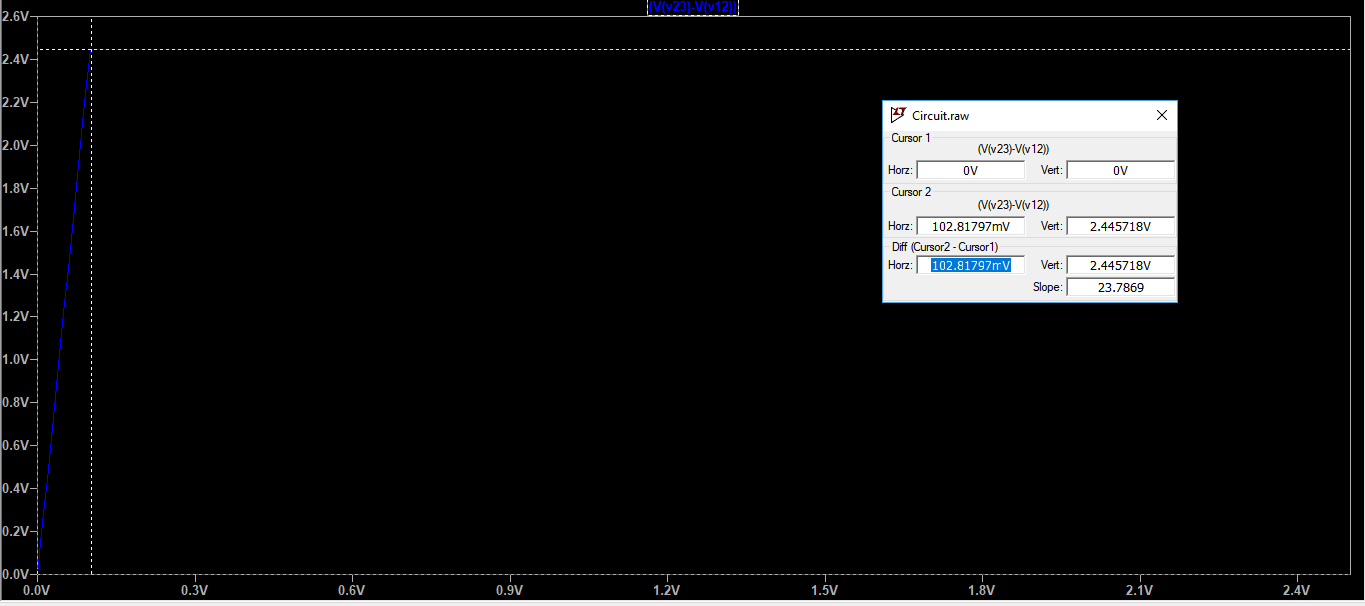 (V(v23)-V(v12))
2.6V
2.4V
2.2V
2.0V
1.8V
1.6V
1.4V
1.2V
1.0V
0.8V
0.6V
0.4V
0.2V
0.0V
0.0V 0.3V 0.6V 0.9V 1.2V 1.5V 1.8V 2.1V 2.4V
Circuit.raw
Cursor 1
(V(v23)-V(v12))
Horz: 0V Vert: 0V
Cursor 2
(V(v23)-V(v12))
Horz: 102.81797mV Vert: 2.445718V
Diff (Cursor2 - Cursor1)
Horz: 102.81797mV Vert: 2.445718V
Slope: 23.7869